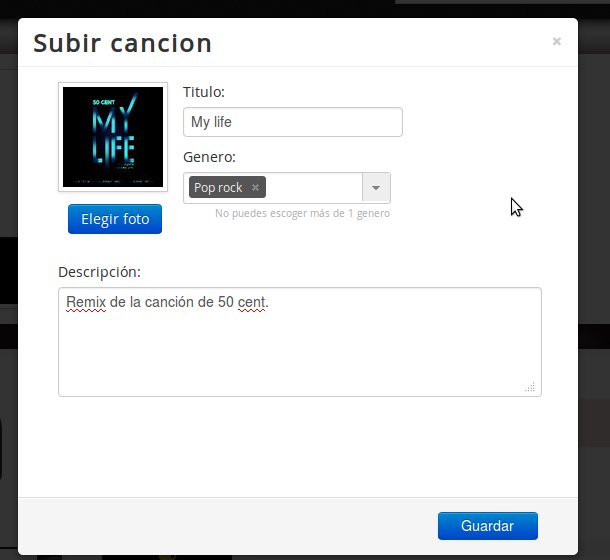 Subir cancion
×
50 CENT
MY
LIFE
Titulo:
My life
Genero:
Pop rock ×
No puedes escoger más de 1 genero
Elegir foto
Descripción:
Remix de la canción de 50 cent.
Guardar